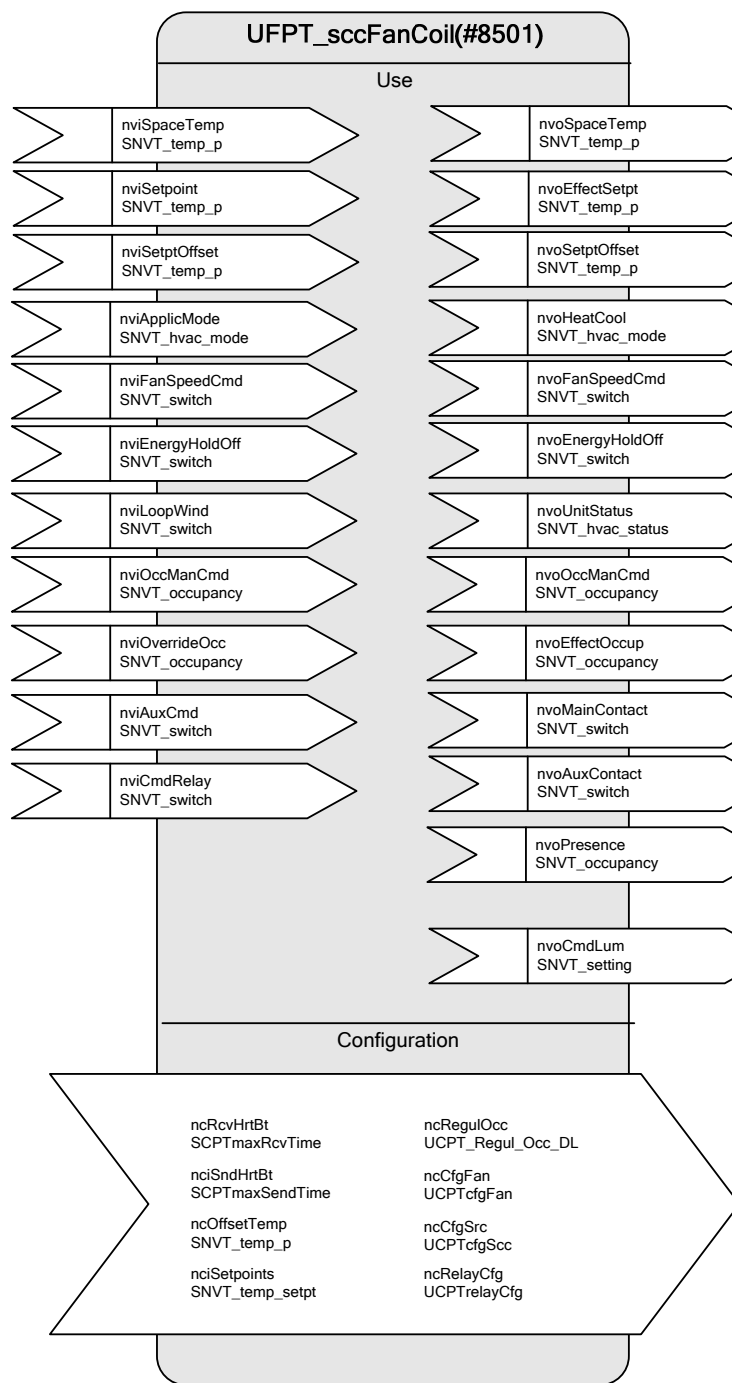 UFPT_sccFanCoil(#8501)
Use
nviSpaceTemp
SNVT_temp_p
nviSetpoint
SNVT_temp_p
nviSetptOffset
SNVT_temp_p
nviApplicMode
SNVT_hvac_mode
nviFanSpeedCmd
SNVT_switch
nviEnergyHoldOff
SNVT_switch
nviLoopWind
SNVT_switch
nviOccManCmd
SNVT_occupancy
nviOverrideOcc
SNVT_occupancy
nviAuxCmd
SNVT_switch
nviCmdRelay
SNVT_switch
nvoSpaceTemp
SNVT_temp_p
nvoEffectSetpt
SNVT_temp_p
nvoSetptOffset
SNVT_temp_p
nvoHeatCool
SNVT_hvac_mode
nvoFanSpeedCmd
SNVT_switch
nvoEnergyHoldOff
SNVT_switch
nvoUnitStatus
SNVT_hvac_status
nvoOccManCmd
SNVT_occupancy
nvoEffectOccup
SNVT_occupancy
nvoMainContact
SNVT_switch
nvoAuxContact
SNVT_switch
nvoPresence
SNVT_occupancy
nvoCmdLum
SNVT_setting
Configuration
ncRcvHrtBt
SCPTmaxRcvTime
nciSndHrtBt
SCPTmaxSendTime
ncOffsetTemp
SNVT_temp_p
nciSetpoints
SNVT_temp_setpt
ncRegulOcc
UCPT_Regul_Occ_DL
ncCfgFan
UCPTcfgFan
ncCfgSrc
UCPTcfgScc
ncRelayCfg
UCPTrelayCfg